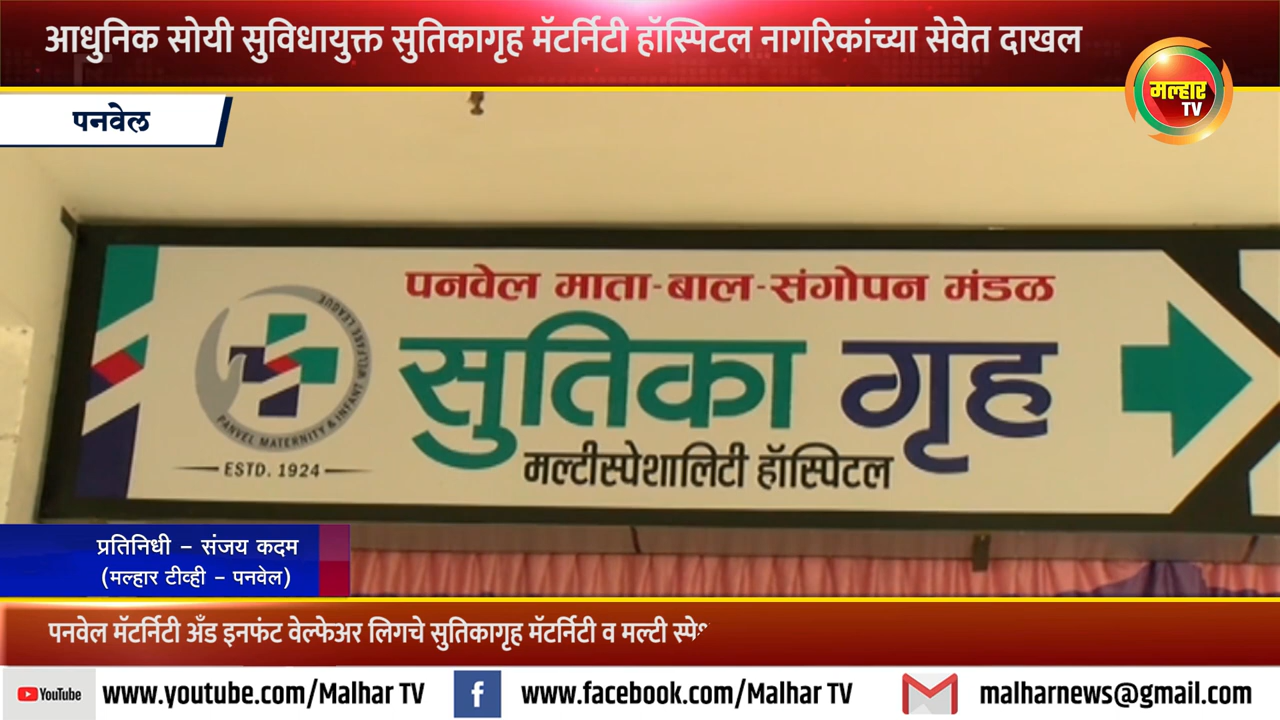 आधुनिक सोयी सुविधायुक्त सुतिकागृह मॅटर्निटी हॉस्पिटल नागरिकांच्या सेवेत दाखल
मल्हार
TV
पनवेल
पनवेल माता-बाल-संगोपन मंडळ
सुतिका गृह
मल्टीस्पेशालिटी हॉस्पिटल
PANVEL MATERNITY & INFANT WELFASE LEAGUE
ESTD. 1924
प्रतिनिधी - संजय कदम
(मल्हार टीव्ही - पनवेल)
पनवेल मॅटर्निटी अँड इनफंट वेल्फेअर लिगचे सुतिकागृह मॅटर्निटी व मल्टी
YouTube www.youtube.com/Malhar TV f www.facebook.com/Malhar TV malharnews@gmail.com